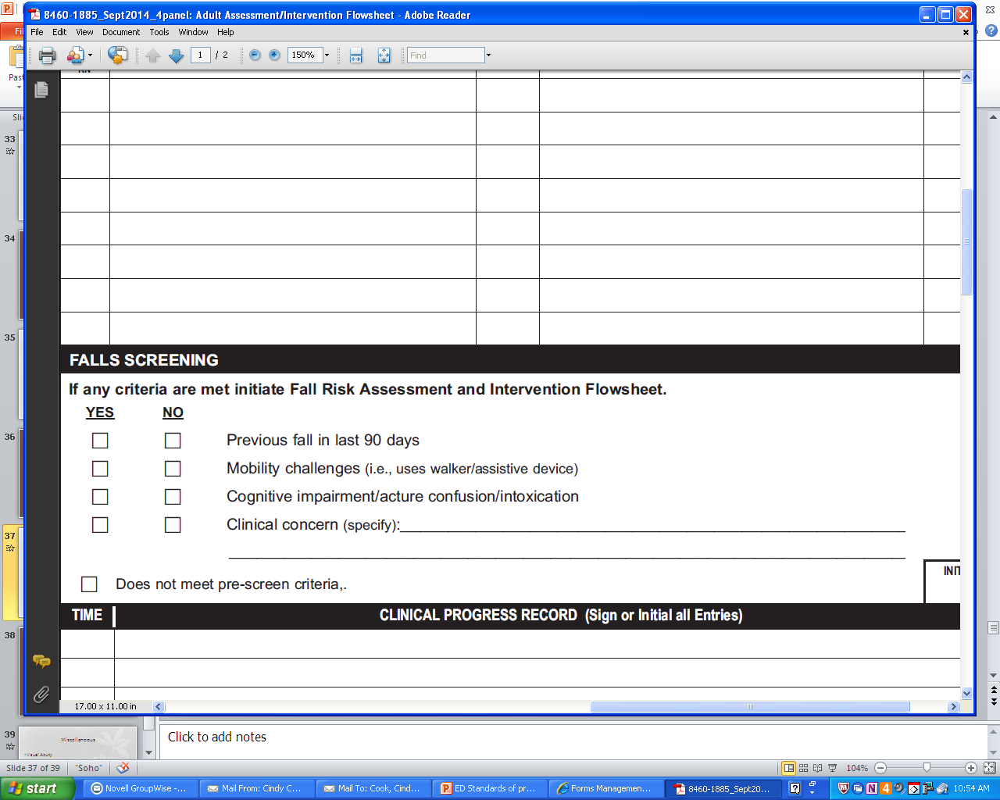 8460-1885_Sept2014_4panel: Adult Assessment/Intervention Flowsheet - Adobe Reader
File Edit View Document Tools Window Help
1 / 2 150% Find
Past
Slid
33
34
35
36
37
38
39
RN
FALLS SCREENING
If any criteria are met initiate Fall Risk Assessment and Intervention Flowsheet.
YES NO
Previous fall in last 90 days
Mobility challenges (i.e., uses walker/assistive device)
Cognitive impairment/acture confusion/intoxication
Clinical concern (specify):
Does not meet pre-screen criteria,.
INIT
TIME CLINICAL PROGRESS RECORD (Sign or Initial all Entries)
17.00 x 11.00 in
Miscellaneous
Visual Acuity
Click to add notes
Slide 37 of 39 "Soho" 104%
start Novell GroupWise -... Mail From: Cindy C... Mail To: Cook, Cind... ED Standards of pr... Forms Managemen... 8460-1885_Sept20... 10:54 AM